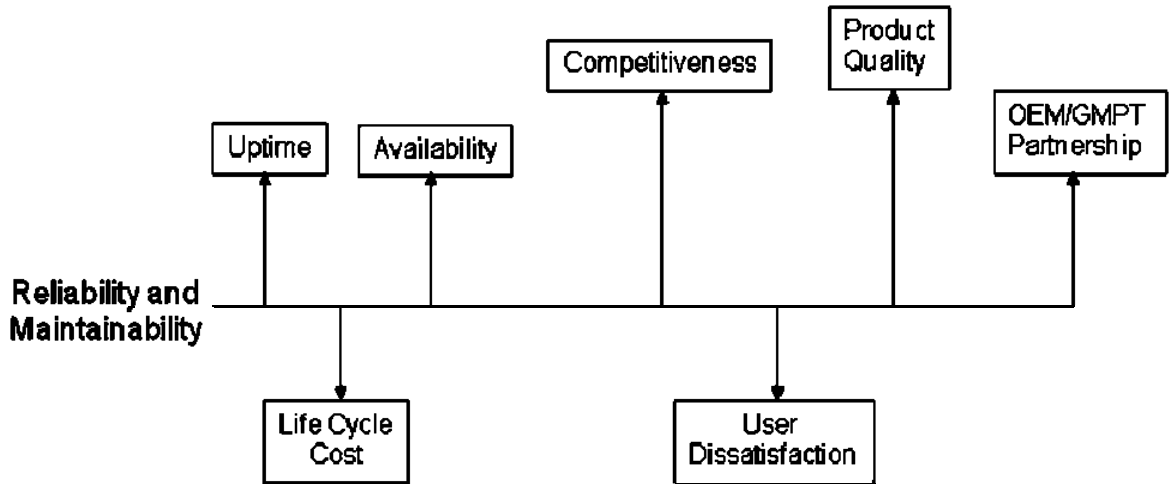 Product
Quality
Competitiveness
OEM/GMPT
Partnership
Uptime
Availability
Reliability and
Maintainability
Life Cycle
Cost
User
Dissatisfaction